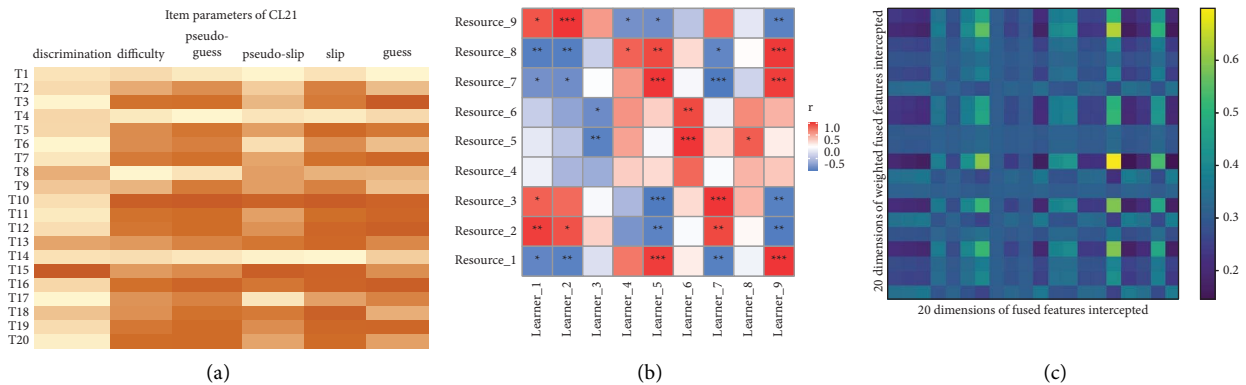 Item parameters of CL21
discrimination difficulty pseudo-guess pseudo-slip slip guess
T1
T2
T3
T4
T5
T6
T7
T8
T9
T10
T11
T12
T13
T14
T15
T16
T17
T18
T19
T20
(a)
Resource_9 * *** * * **
Resource_8 ** ** * ** * ***
Resource_7 * * *** *** ***
Resource_6 * **
Resource_5 ** *** *
Resource_4
Resource_3 * *** *** **
Resource_2 ** * ** ** **
Resource_1 * ** *** ** ***
Learner_1
Learner_2
Learner_3
Learner_4
Learner_5
Learner_6
Learner_7
Learner_8
Learner_9
r
1.0
0.5
0.0
-0.5
(b)
20 dimensions of weighted fused features intercepted
20 dimensions of fused features intercepted
0.6
0.5
0.4
0.3
0.2
(c)